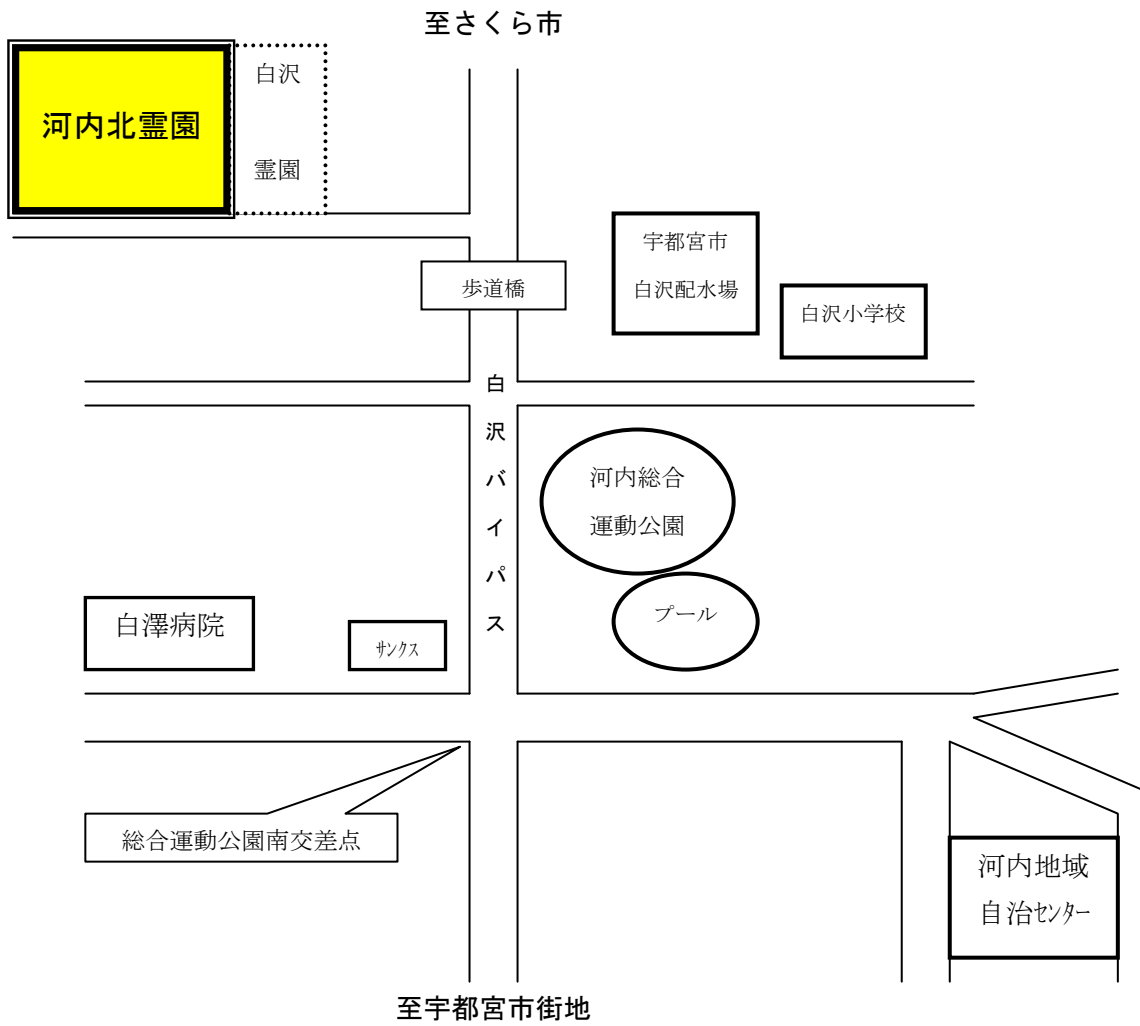 至さくら市
白沢
霊園
河内北霊園
宇都宮市
白沢配水場
歩道橋
白沢小学校
白沢バイパス
河内総合
運動公園
プール
白澤病院
ｻﾝｸｽ
総合運動公園南交差点
河内地域
自治ｾﾝﾀｰ
至宇都宮市街地